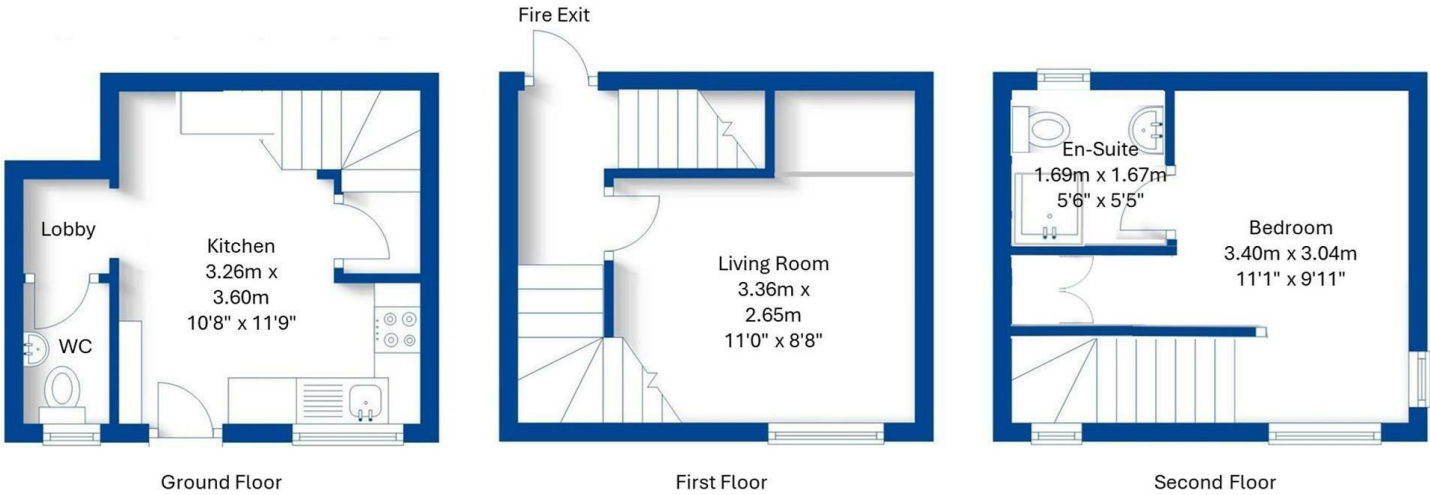 Fire Exit
Lobby
Kitchen
3.26m x
3.60m
10'8" x 11'9"
WC
Ground Floor
Living Room
3.36m x
2.65m
11'0" x 8'8"
First Floor
En-Suite
1.69m x 1.67m
5'6" x 5'5"
Bedroom
3.40m x 3.04m
11'1" x 9'11"
Second Floor